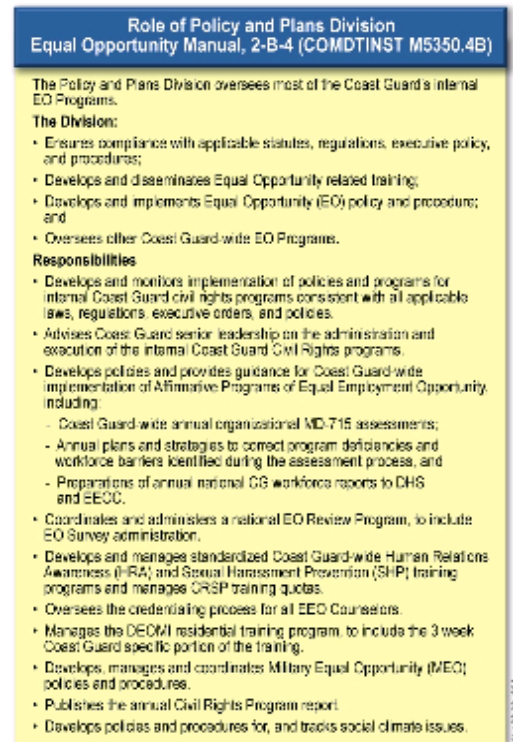 Role of Policy and Plans Division
Equal Opportunity Manual, 2-B-4 (COMDTINST M5350.4B)
The Policy and Plans Division oversees most of the Coast Guard's internal
EO Programs.
The Division:
• Ensures compliance with applicable statutes, regulations, executive policy,
and procedures;
• Develops and disseminates Equal Opportunity related training;
• Develops and implements Equal Opportunity (EO) policy and procedure;
and
• Oversees other Coast Guard-wide EO Programs.
Responsibilities
• Develops and monitors implementation of policies and programs for
internal Coast Guard civil rights programs consistent with all applicable
laws, regulations, executive orders, and policies.
• Advises Coast Guard senior leadership on the administration and
execution of the internal Coast Guard Civil Rights programs.
• Develops policies and provides guidance for Coast Guard-wide
implementation of Affirmative Programs of Equal Employment Opportunity,
including:
- Coast Guard-wide annual organizational MD-715 assessments;
- Annual plans and strategies to correct program deficiencies and
workforce barriers identified during the assessment process, and
- Preparations of annual national CG workforce reports to DHS
and EEOC.
• Coordinates and administers a national EO Review Program, to include
EO Survey administration.
• Develops and manages standardized Coast Guard-wide Human Relations
Awareness (HRA) and Sexual Harassment Prevention (SHP) training
programs and manages CRSP training quotas.
• Oversees the credentialing process for all EEO Counselors.
• Manages the DEOMI residential training program, to include the 3 week
Coast Guard specific portion of the training.
• Develops, manages and coordinates Military Equal Opportunity (MEO)
policies and procedures.
• Publishes the annual Civil Rights Program report.
• Develops policies and procedures for, and tracks social climate issues.